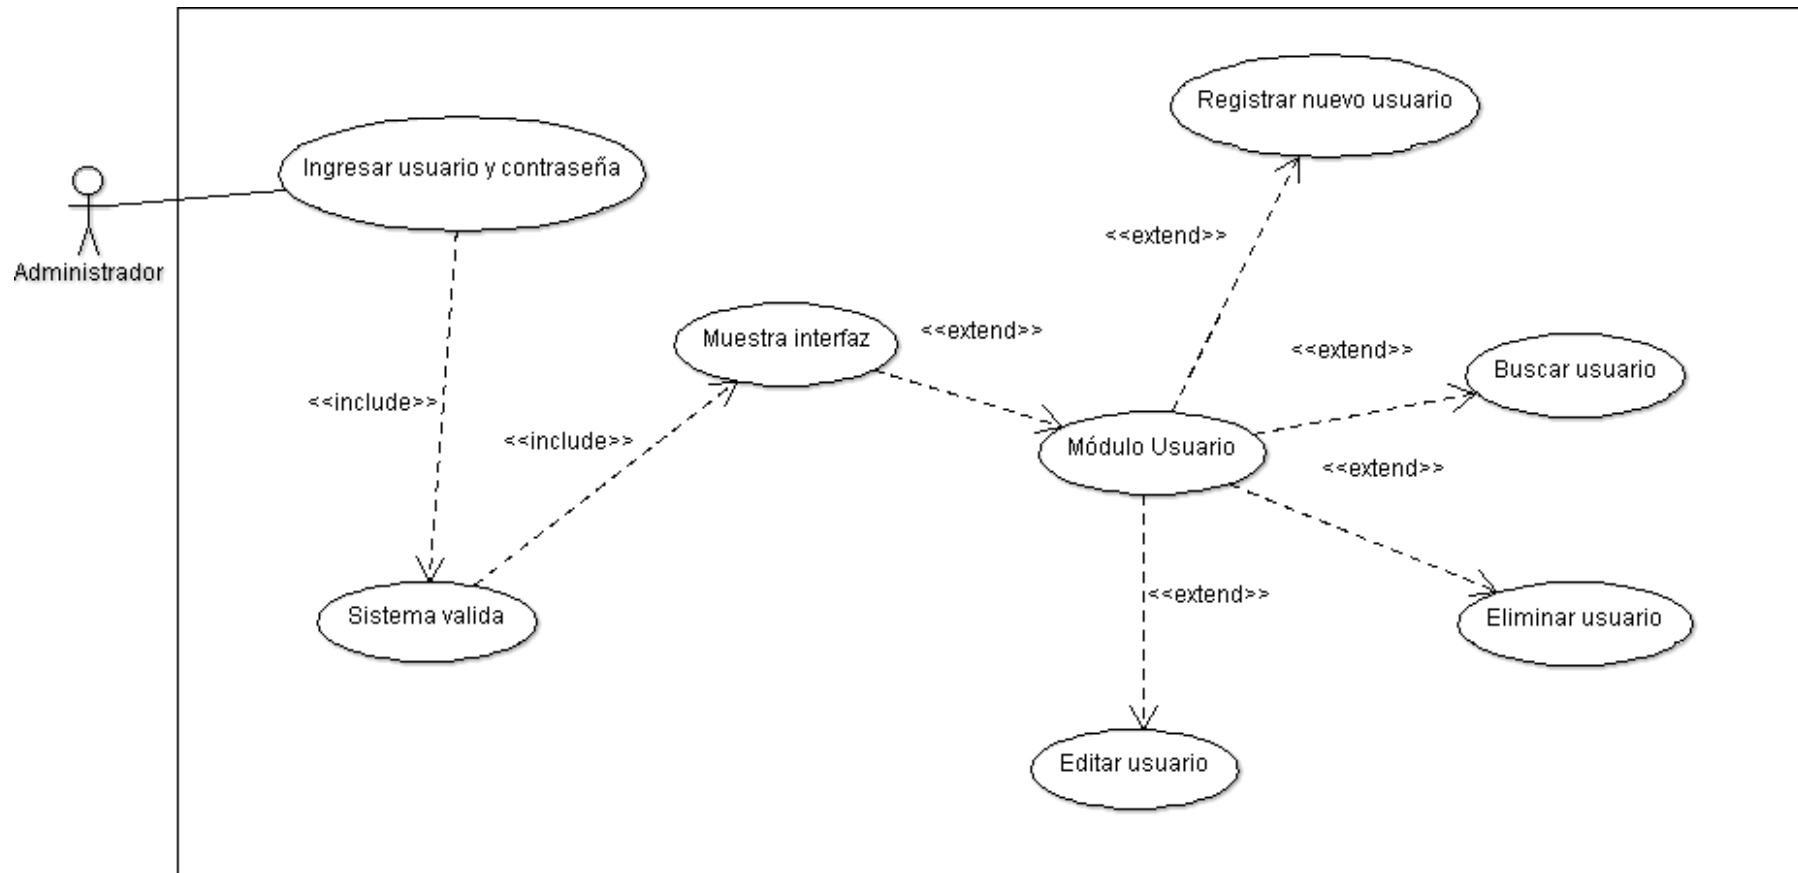 Registrar nuevo usuario
Ingresar usuario y contraseña
<<extend>>
Administrador
Muestra interfaz
<<extend>>
<<extend>>
Buscar usuario
<<include>>
<<include>>
Módulo Usuario
<<extend>>
<<extend>>
Sistema valida
Eliminar usuario
Editar usuario